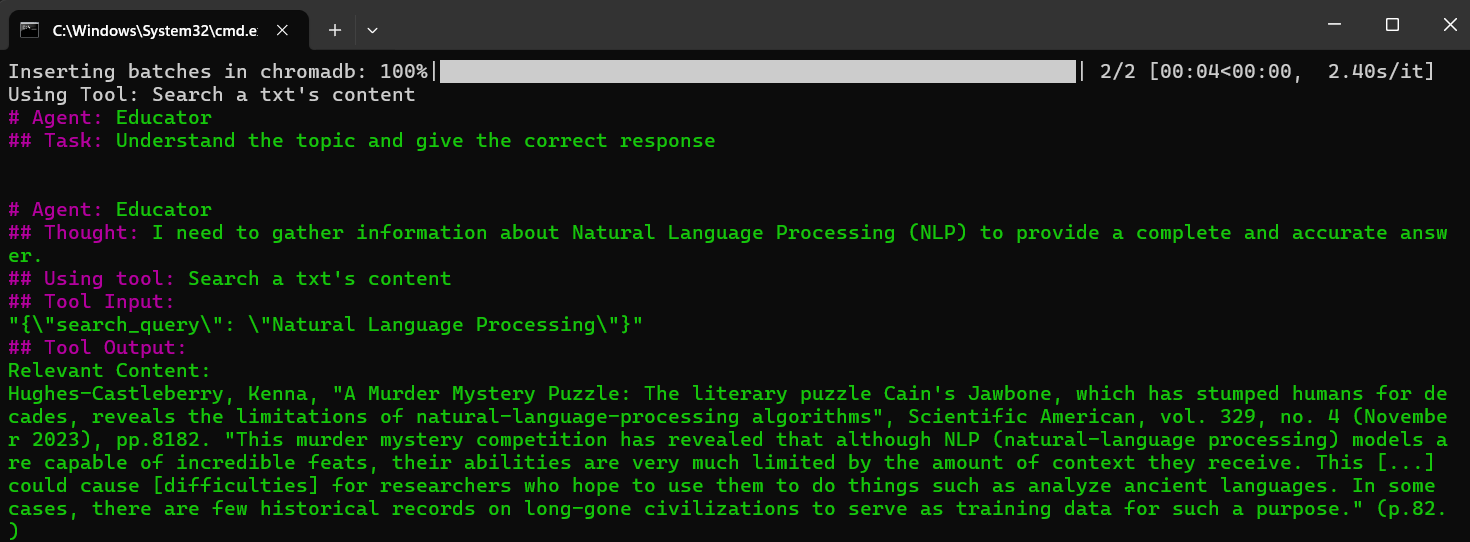 C:\Windows\System32\cmd.e
Inserting batches in chromadb: 100%| | 2/2 [00:04<00:00,  2.40s/it]
Using Tool: Search a txt's content
# Agent: Educator
## Task: Understand the topic and give the correct response
# Agent: Educator
## Thought: I need to gather information about Natural Language Processing (NLP) to provide a complete and accurate answ
er.
## Using tool: Search a txt's content
## Tool Input:
"{\"search_query\": \"Natural Language Processing\"}"
## Tool Output:
Relevant Content:
Hughes-Castleberry, Kenna, "A Murder Mystery Puzzle: The literary puzzle Cain's Jawbone, which has stumped humans for de
cades, reveals the limitations of natural-language-processing algorithms", Scientific American, vol. 329, no. 4 (Novembe
r 2023), pp.8182. "This murder mystery competition has revealed that although NLP (natural-language processing) models a
re capable of incredible feats, their abilities are very much limited by the amount of context they receive. This [...]
could cause [difficulties] for researchers who hope to use them to do things such as analyze ancient languages. In some
cases, there are few historical records on long-gone civilizations to serve as training data for such a purpose." (p.82.
)